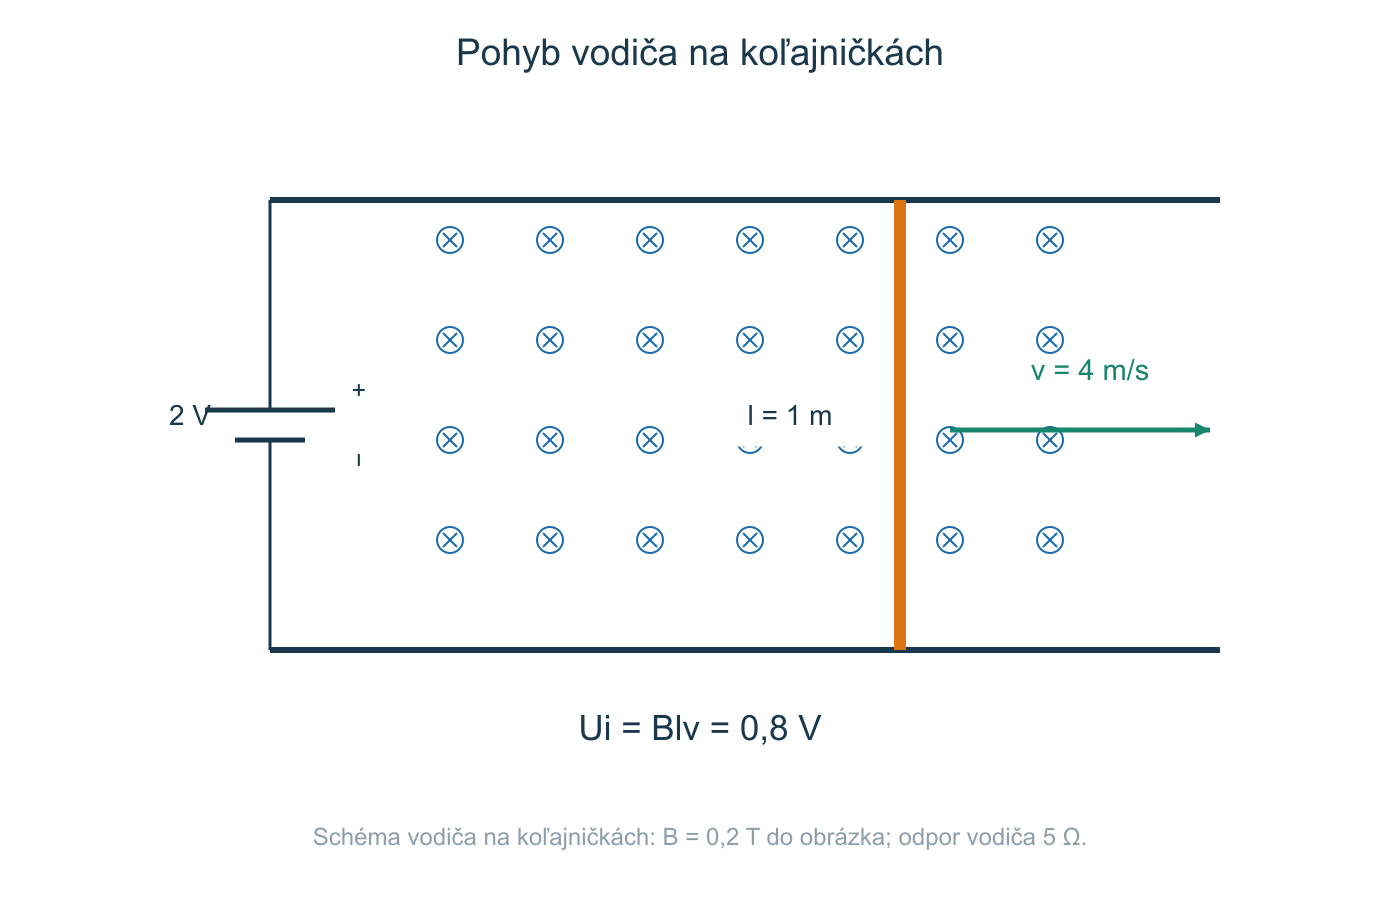 Pohyb vodiča na koľajničkách
+
2 V
l = 1 m
v = 4 m/s
Ui = Blv = 0,8 V
Schéma vodiča na koľajničkách: B = 0,2 T do obrázka; odpor vodiča 5 Ω.